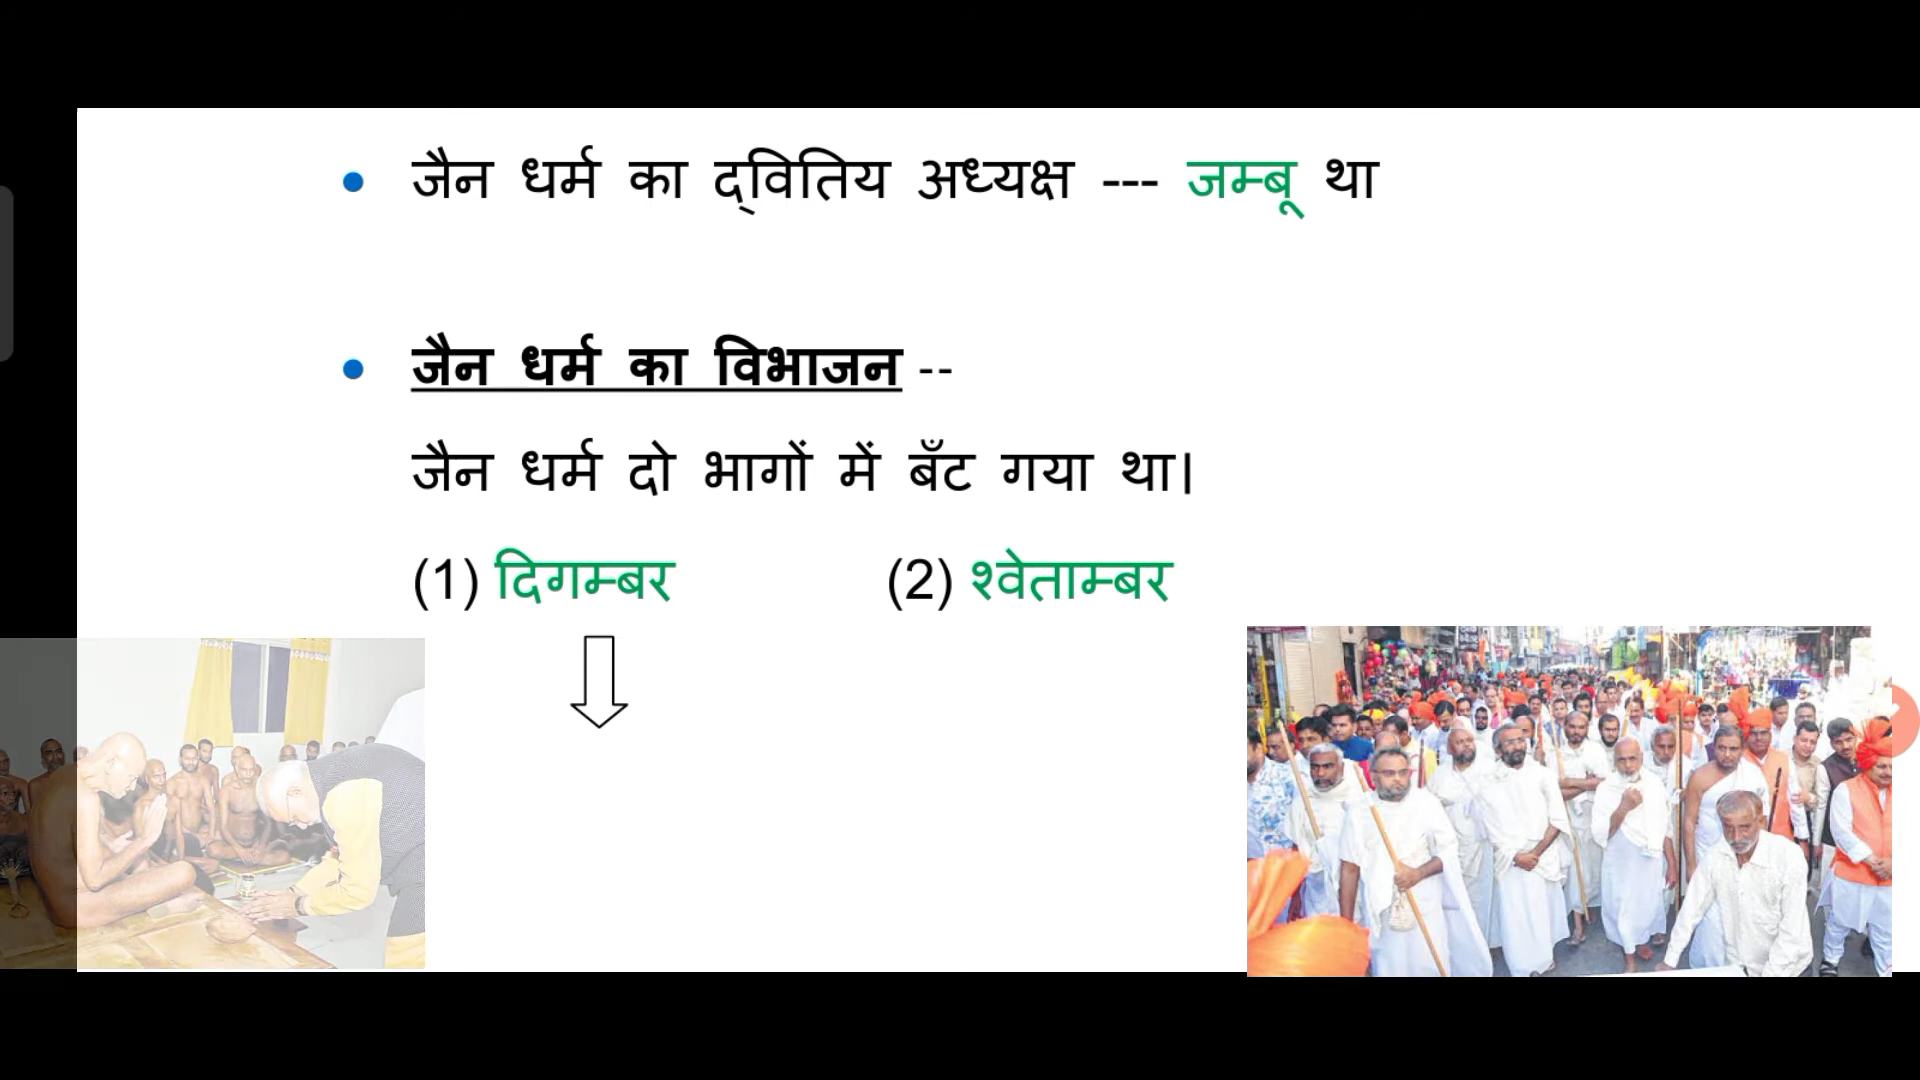 • जैन धर्म का द्‌वितिय अध्यक्ष --- जम्बू था
• जैन धर्म का विभाजन --
जैन धर्म दो भागों में बँट गया था।
(1) दिगम्बर (2) श्वेताम्बर